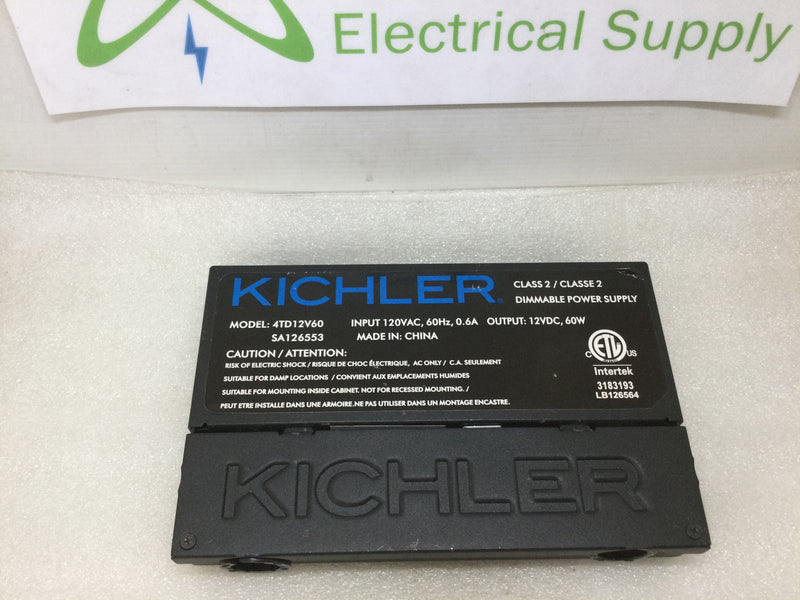 Electrical Supply
KICHLER®
CLASS 2 / CLASSE 2
DIMMABLE POWER SUPPLY
MODEL: 4TD12V60 INPUT 120VAC, 60Hz, 0.6A OUTPUT: 12VDC, 60W
SA126553 MADE IN: CHINA
CAUTION / ATTENTION:
RISK OF ELECTRIC SHOCK / RISQUE DE CHOC ÉLECTRIQUE, AC ONLY / C.A. SEULEMENT
SUITABLE FOR DAMP LOCATIONS / CONVIENT AUX EMPLACEMENTS HUMIDES
SUITABLE FOR MOUNTING INSIDE CABINET. NOT FOR RECESSED MOUNTING. /
PEUT ETRE INSTALLE DANS UNE ARMOIRE.NE PAS UTILISER DANS UN MONTAGE ENCASTRE.
C ETL US
Intertek
3183193
LB126564
KICHLER